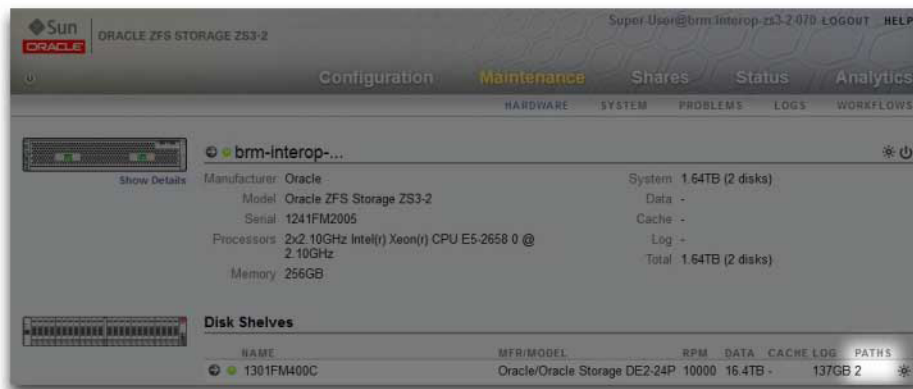 Sun
ORACLE
ORACLE ZFS STORAGE ZS3-2
Super-User@brm-interop-zs3-2-070 LOGOUT HELP
Configuration Maintenance Shares Status Analytics
HARDWARE SYSTEM PROBLEMS LOGS WORKFLOWS
brm-interop-...
Show Details
Manufacturer Oracle
Model Oracle ZFS Storage ZS3-2
Serial 1241FM2005
Processors 2x2.10GHz Intel(r) Xeon(r) CPU E5-2658 0 @ 2.10GHz
Memory 256GB
System 1.64TB (2 disks)
Data -
Cache -
Log -
Total 1.64TB (2 disks)
Disk Shelves
NAME MFR/MODEL RPM DATA CACHE LOG PATHS
1301FM400C Oracle/Oracle Storage DE2-24P 10000 16.4TB - 137GB 2